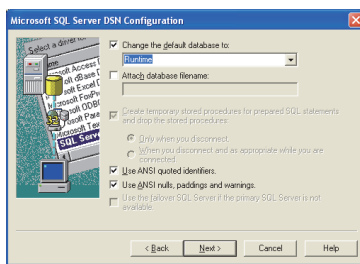 Microsoft SQL Server DSN Configuration
Select a driver
Name
Microsoft Access
Microsoft dBase
Microsoft Excel
Microsoft FoxPro
Microsoft ODBC
Microsoft Para
Microsoft Text
SQL Server
Change the default database to:
Runtime
Attach database filename:
Create temporary stored procedures for prepared SQL statements
and drop the stored procedures:
Only when you disconnect.
When you disconnect and as appropriate while you are
connected.
Use ANSI quoted identifiers.
Use ANSI nulls, paddings and warnings.
Use the failover SQL Server if the primary SQL Server is not
available.
< Back
Next >
Cancel
Help